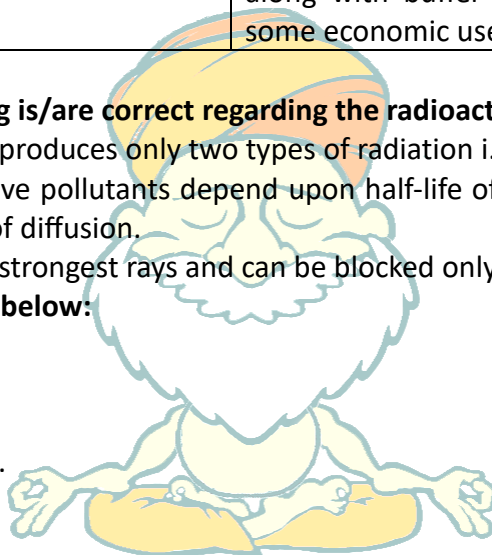 along with buffer
some economic use
g is/are correct regarding the radioact
produces only two types of radiation i.
ve pollutants depend upon half-life of
of diffusion.
strongest rays and can be blocked only
below:
.